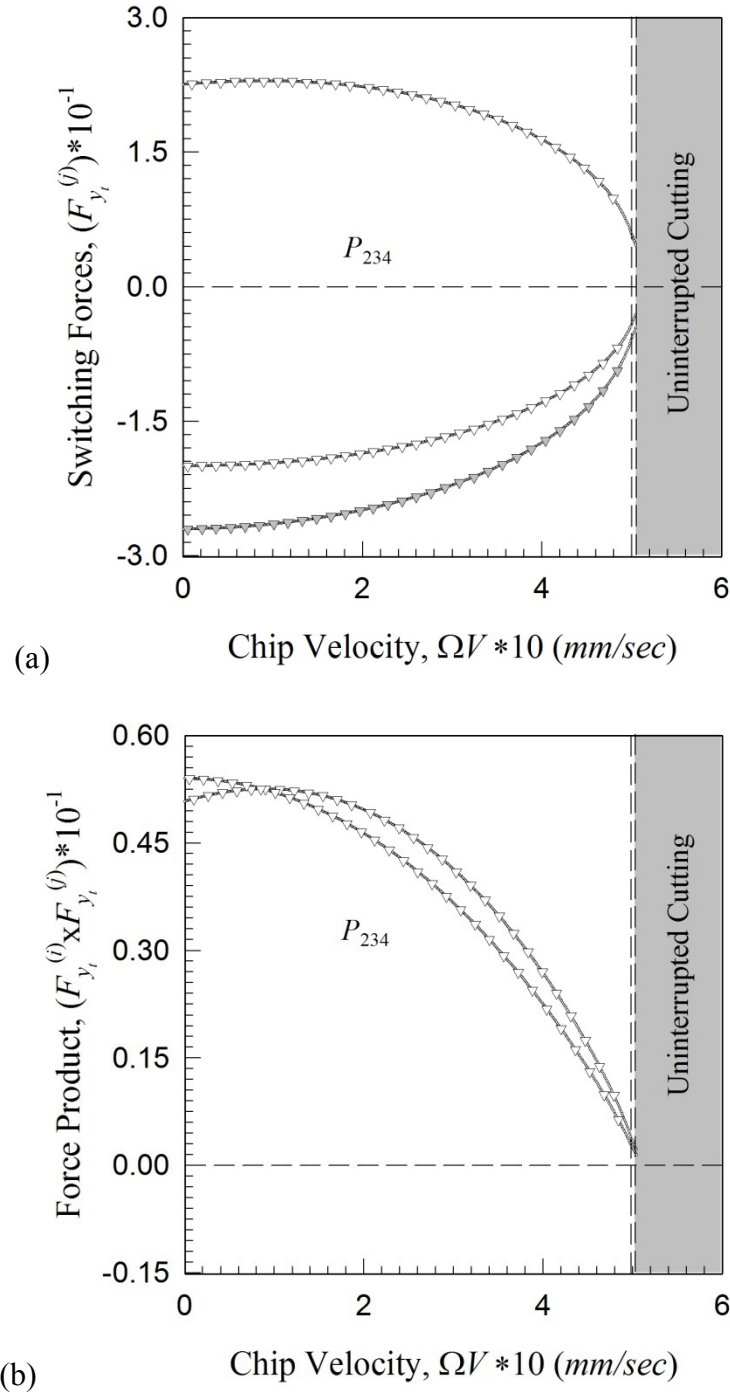 3.0
1.5
0.0
-1.5
-3.0
Switching Forces, (F_{y_t}^{(j)})*10^{-1}
P_{234}
Uninterrupted Cutting
0 2 4 6
Chip Velocity, ΩV *10 (mm/sec)
(a)
0.60
0.45
0.30
0.15
0.00
-0.15
Force Product, (F_{y_t}^{(i)}xF_{y_t}^{(j)})*10^{-1}
P_{234}
Uninterrupted Cutting
0 2 4 6
Chip Velocity, ΩV *10 (mm/sec)
(b)